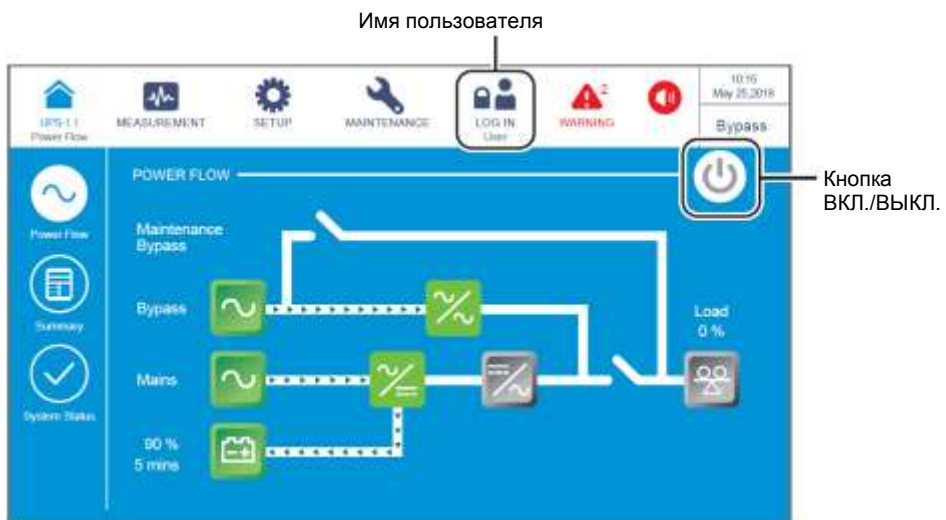 Имя пользователя
10:16
May 25,2018
UPS-1.1
Power Flow
MEASUREMENT
SETUP
MAINTENANCE
LOG IN
User
2
WARNING
Bypass
Кнопка
ВКЛ./ВЫКЛ.
POWER FLOW
Power Flow
Maintenance
Bypass
Summary
Bypass
Load
0 %
Mains
System Status
90 %
5 mins